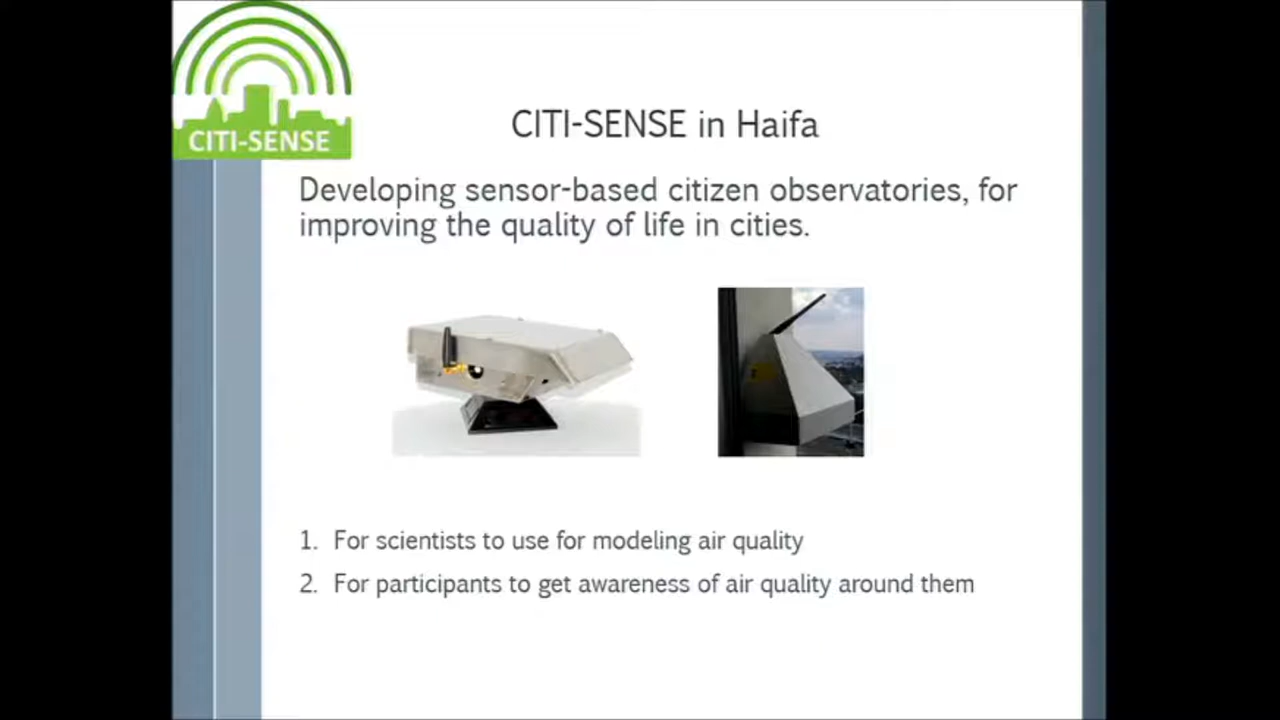 CITI-SENSE
CITI-SENSE in Haifa
Developing sensor-based citizen observatories, for
improving the quality of life in cities.
1. For scientists to use for modeling air quality
2. For participants to get awareness of air quality around them